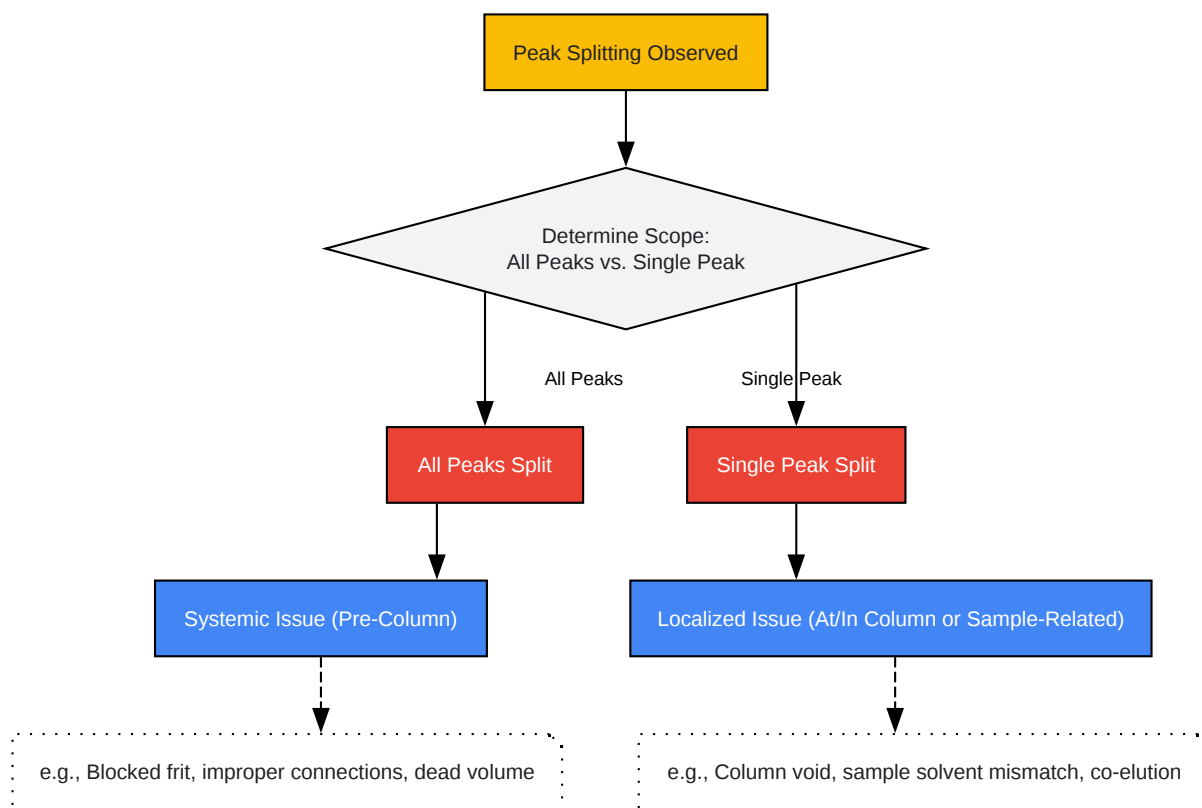 Peak Splitting Observed
Determine Scope:
All Peaks vs. Single Peak
All Peaks
Single Peak
All Peaks Split
Single Peak Split
Systemic Issue (Pre-Column)
Localized Issue (At/In Column or Sample-Related)
e.g., Blocked frit, improper connections, dead volume
e.g., Column void, sample solvent mismatch, co-elution